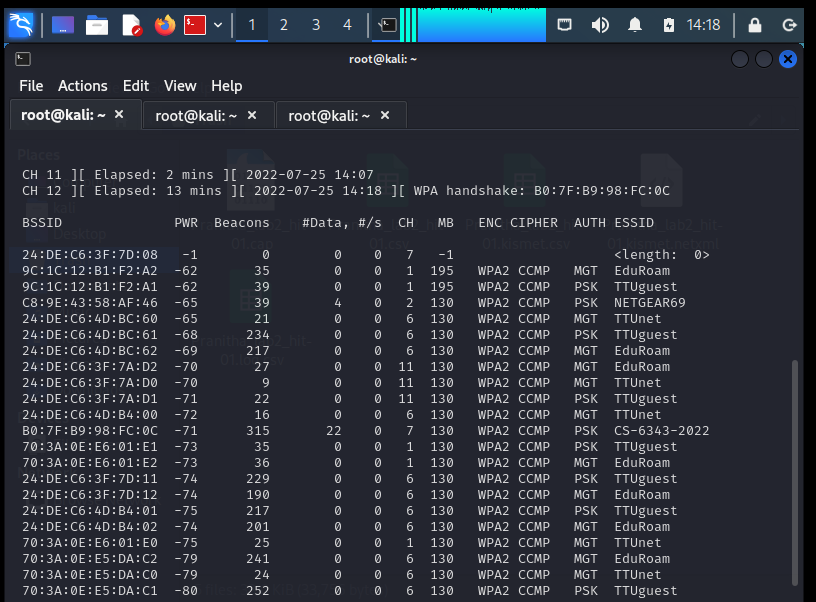 1 2 3 4 14:18
root@kali: ~
File Actions Edit View Help
root@kali: ~ × root@kali: ~ × root@kali: ~ ×
CH 11 ][ Elapsed: 2 mins ][ 2022-07-25 14:07
CH 12 ][ Elapsed: 13 mins ][ 2022-07-25 14:18 ][ WPA handshake: B0:7F:B9:98:FC:0C
BSSID PWR Beacons #Data, #/s CH MB ENC CIPHER AUTH ESSID
24:DE:C6:3F:7D:08 -1 0 0 0 7 -1 <length: 0>
9C:1C:12:B1:F2:A2 -62 35 0 0 1 195 WPA2 CCMP MGT EduRoam
9C:1C:12:B1:F2:A1 -62 39 0 0 1 195 WPA2 CCMP PSK TTUguest
C8:9E:43:58:AF:46 -65 39 4 0 2 130 WPA2 CCMP PSK NETGEAR69
24:DE:C6:4D:BC:60 -65 21 0 0 6 130 WPA2 CCMP MGT TTUnet
24:DE:C6:4D:BC:61 -68 234 0 0 6 130 WPA2 CCMP PSK TTUguest
24:DE:C6:4D:BC:62 -69 217 0 0 6 130 WPA2 CCMP MGT EduRoam
24:DE:C6:3F:7A:D2 -70 27 0 0 11 130 WPA2 CCMP MGT EduRoam
24:DE:C6:3F:7A:D0 -70 9 0 0 11 130 WPA2 CCMP MGT TTUnet
24:DE:C6:3F:7A:D1 -71 22 0 0 11 130 WPA2 CCMP PSK TTUguest
24:DE:C6:4D:B4:00 -72 16 0 0 6 130 WPA2 CCMP MGT TTUnet
B0:7F:B9:98:FC:0C -71 315 22 0 7 130 WPA2 CCMP PSK CS-6343-2022
70:3A:0E:E6:01:E1 -73 35 0 0 1 130 WPA2 CCMP PSK TTUguest
70:3A:0E:E6:01:E2 -73 36 0 0 1 130 WPA2 CCMP MGT EduRoam
24:DE:C6:3F:7D:11 -74 229 0 0 6 130 WPA2 CCMP PSK TTUguest
24:DE:C6:3F:7D:12 -74 190 0 0 6 130 WPA2 CCMP MGT EduRoam
24:DE:C6:4D:B4:01 -75 217 0 0 6 130 WPA2 CCMP PSK TTUguest
24:DE:C6:4D:B4:02 -74 201 0 0 6 130 WPA2 CCMP MGT EduRoam
70:3A:0E:E6:01:E0 -75 25 0 0 1 130 WPA2 CCMP MGT TTUnet
70:3A:0E:E5:DA:C2 -79 241 0 0 6 130 WPA2 CCMP MGT EduRoam
70:3A:0E:E5:DA:C0 -79 24 0 0 6 130 WPA2 CCMP MGT TTUnet
70:3A:0E:E5:DA:C1 -80 252 0 0 6 130 WPA2 CCMP PSK TTUguest